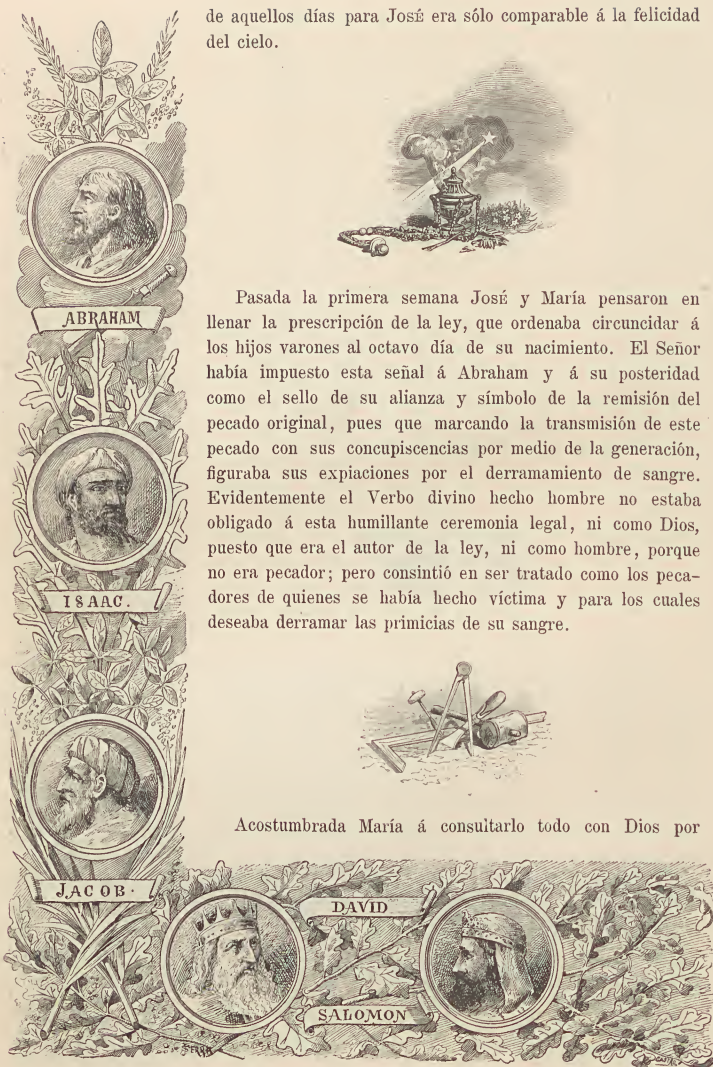 de aquellos días para José era sólo comparable á la felicidad
del cielo.
Pasada la primera semana José y María pensaron en
llenar la prescripción de la ley, que ordenaba circuncidar á
los hijos varones al octavo día de su nacimiento. El Señor
había impuesto esta señal á Abraham y á su posteridad
como el sello de su alianza y símbolo de la remisión del
pecado original, pues que marcando la transmisión de este
pecado con sus concupiscencias por medio de la generación,
figuraba sus expiaciones por el derramamiento de sangre.
Evidentemente el Verbo divino hecho hombre no estaba
obligado á esta humillante ceremonia legal, ni como Dios,
puesto que era el autor de la ley, ni como hombre, porque
no era pecador; pero consintió en ser tratado como los peca-
dores de quienes se había hecho víctima y para los cuales
deseaba derramar las primicias de su sangre.
Acostumbrada María á consultarlo todo con Dios por
ABRAHAM
ISAAC.
JACOB.
DAVID
SALOMON